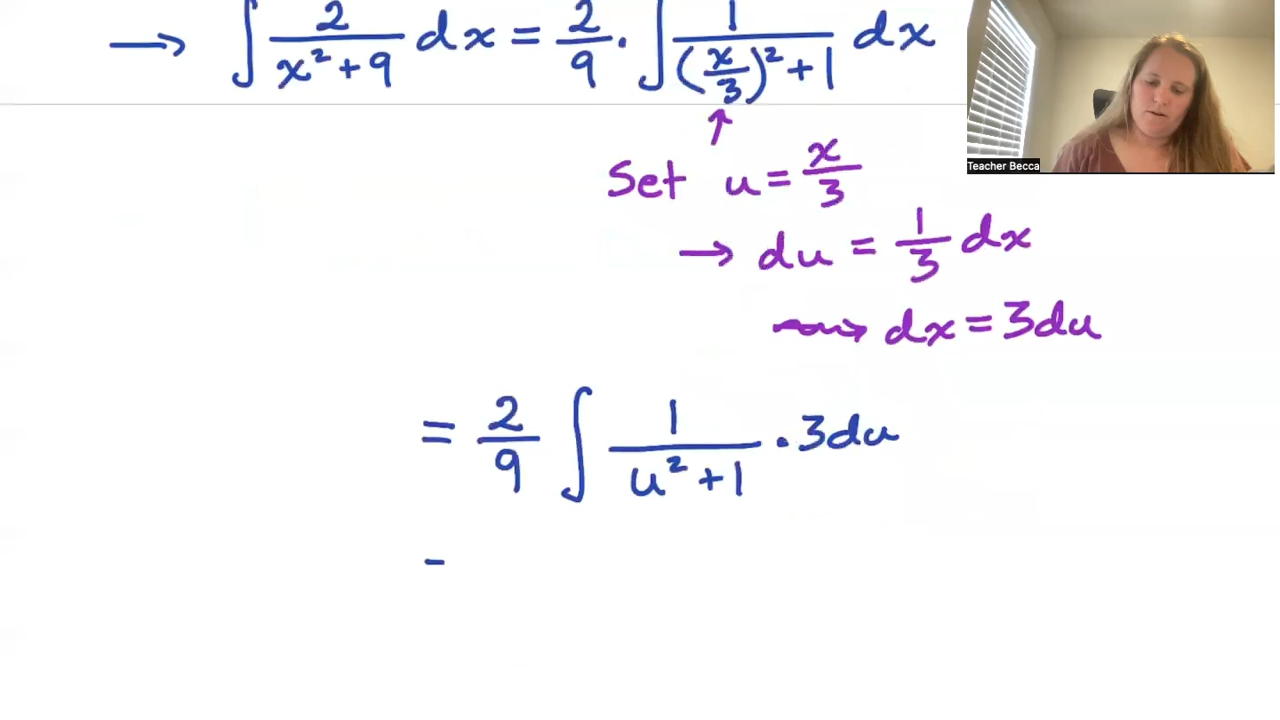 → ∫ 2/(x² + 9) dx = 2/9 · ∫ 1/((x/3)² + 1) dx
Teacher Becca
↑
Set u = x/3
→ du = 1/3 dx
⇝ dx = 3du
= 2/9 ∫ 1/(u² + 1) · 3du
-